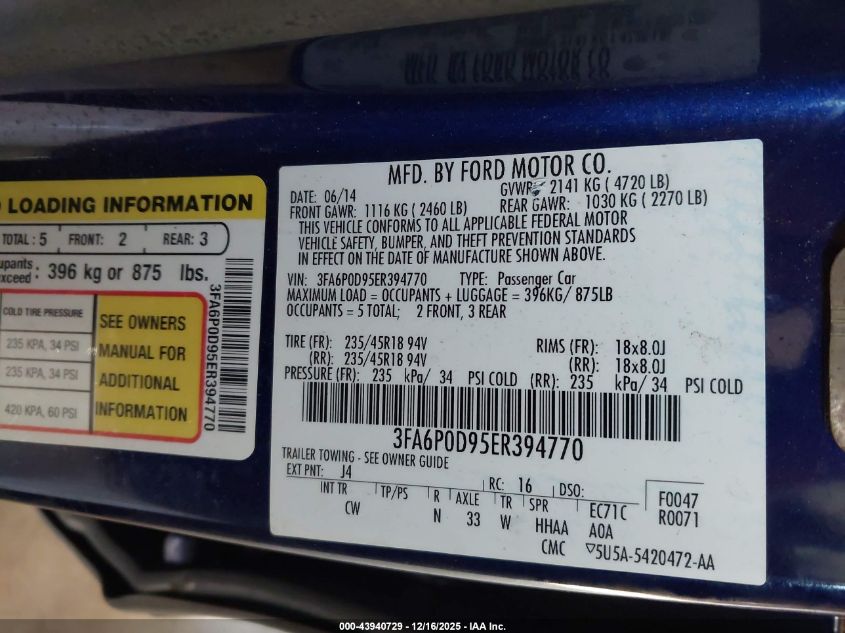 LOADING INFORMATION
TOTAL : 5 FRONT: 2 REAR: 3
396 kg or 875 lbs.
COLD TIRE PRESSURE
235 KPA, 34 PSI
235 KPA, 34 PSI
420 KPA, 60 PSI
SEE OWNERS
MANUAL FOR
ADDITIONAL
INFORMATION
3FA6P0D95ER394770
MFD. BY FORD MOTOR CO.
DATE: 06/14 GVWR: 2141 KG ( 4720 LB)
FRONT GAWR: 1116 KG ( 2460 LB) REAR GAWR: 1030 KG ( 2270 LB)
THIS VEHICLE CONFORMS TO ALL APPLICABLE FEDERAL MOTOR
VEHICLE SAFETY, BUMPER, AND THEFT PREVENTION STANDARDS
IN EFFECT ON THE DATE OF MANUFACTURE SHOWN ABOVE.
VIN: 3FA6P0D95ER394770 TYPE: Passenger Car
MAXIMUM LOAD = OCCUPANTS + LUGGAGE = 396KG/ 875LB
OCCUPANTS = 5 TOTAL; 2 FRONT, 3 REAR
TIRE (FR): 235/45R18 94V RIMS (FR): 18x8.0J
(RR): 235/45R18 94V (RR): 18x8.0J
PRESSURE (FR): 235 kPa/ 34 PSI COLD (RR): 235 kPa/ 34 PSI COLD
3FA6P0D95ER394770
TRAILER TOWING - SEE OWNER GUIDE
EXT PNT: J4 RC: 16 DSO: F0047
R0071
INT TR TP/PS R AXLE TR SPR EC71C
CW N 33 W HHAA A0A
CMC 5U5A-5420472-AA
000-43940729 - 12/16/2025 - IAA Inc.